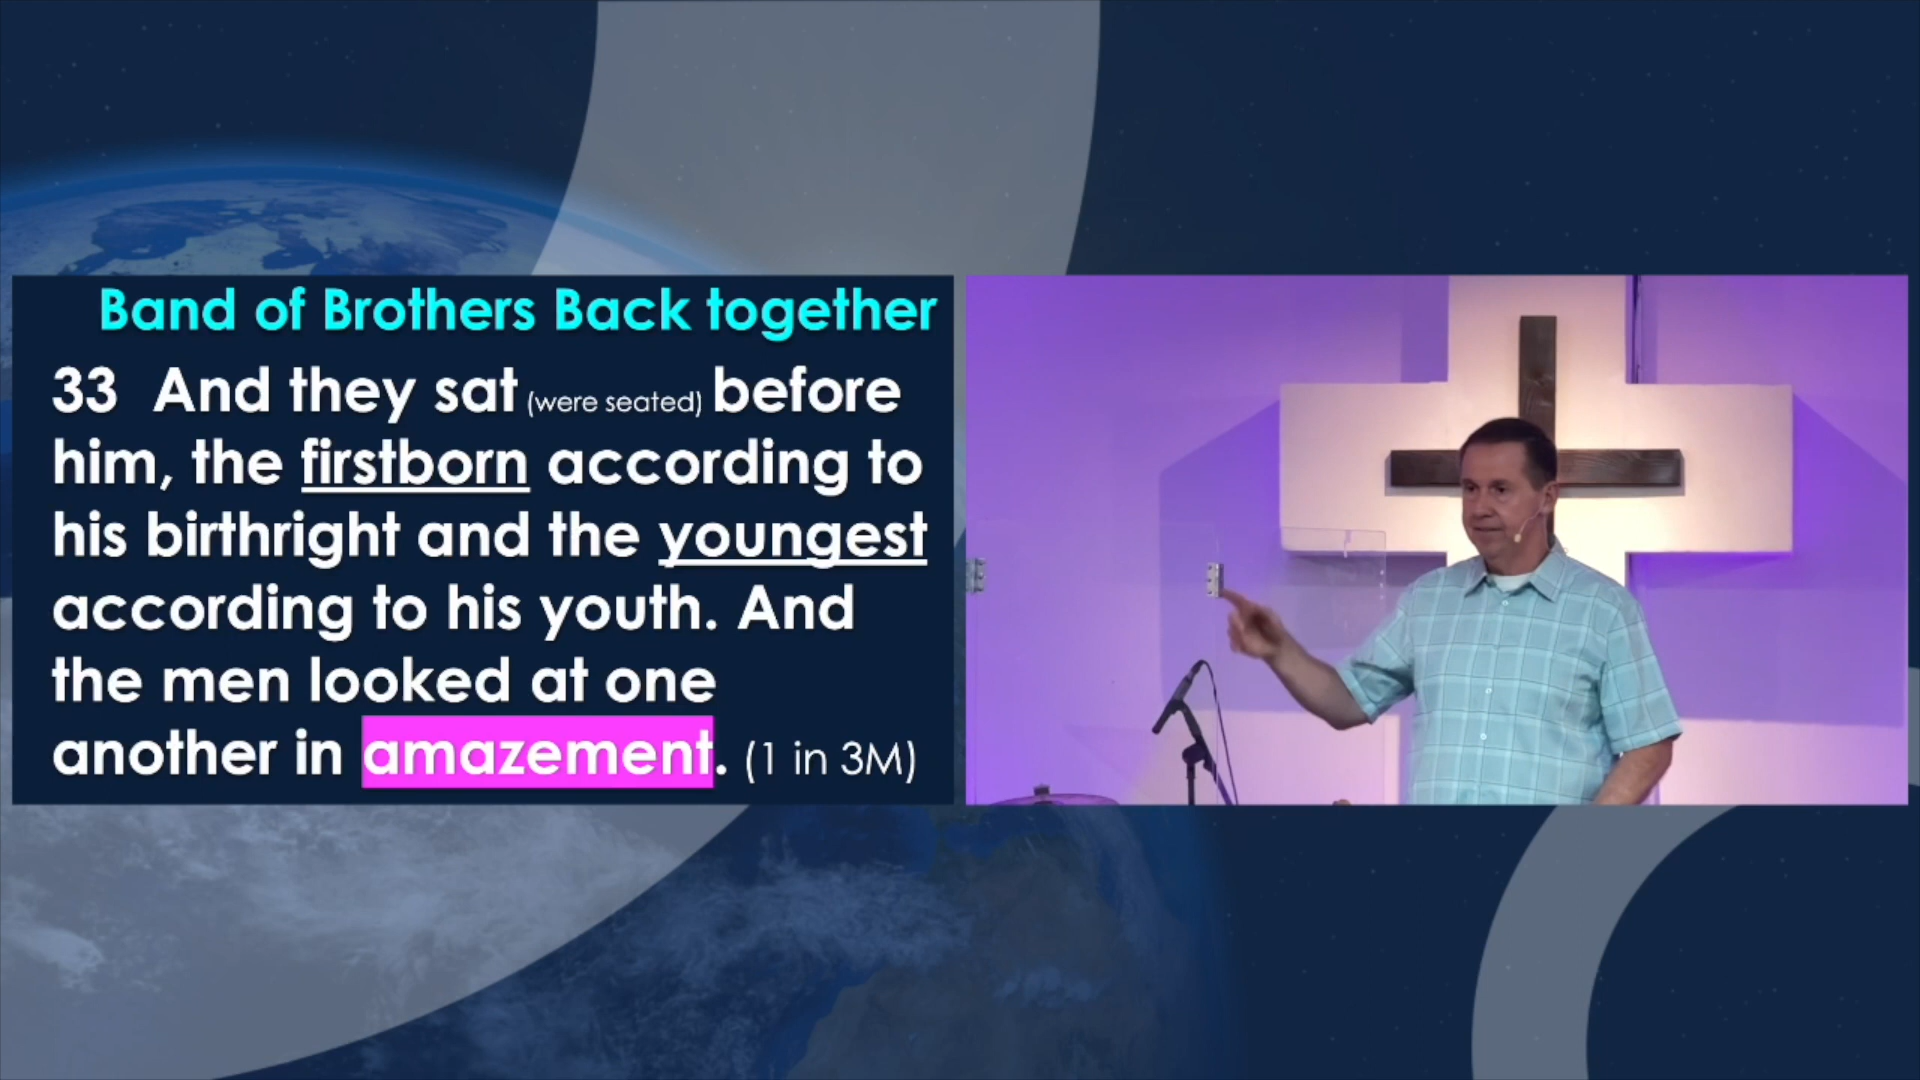 Band of Brothers Back together
33 And they sat (were seated) before
him, the firstborn according to
his birthright and the youngest
according to his youth. And
the men looked at one
another in amazement. (1 in 3M)